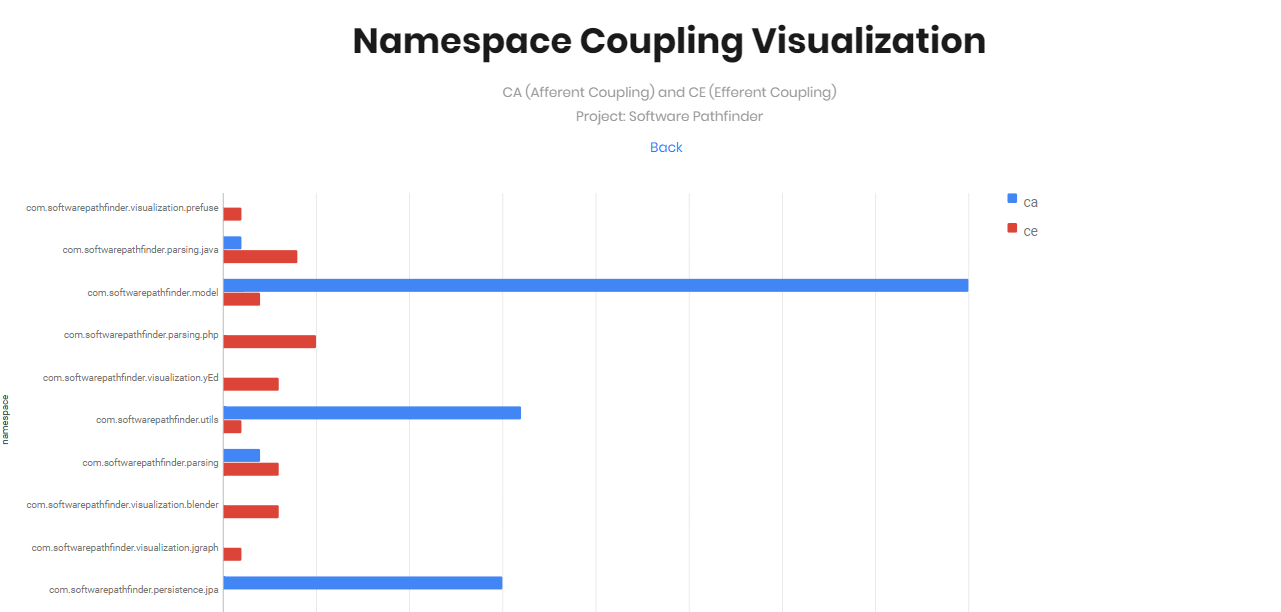 Namespace Coupling Visualization
CA (Afferent Coupling) and CE (Efferent Coupling)
Project: Software Pathfinder
Back
ca
ce
com.softwarepathfinder.visualization.prefuse
com.softwarepathfinder.parsing.java
com.softwarepathfinder.model
com.softwarepathfinder.parsing.php
com.softwarepathfinder.visualization.yEd
com.softwarepathfinder.utils
com.softwarepathfinder.parsing
com.softwarepathfinder.visualization.blender
com.softwarepathfinder.visualization.jgraph
com.softwarepathfinder.persistence.jpa
namespace